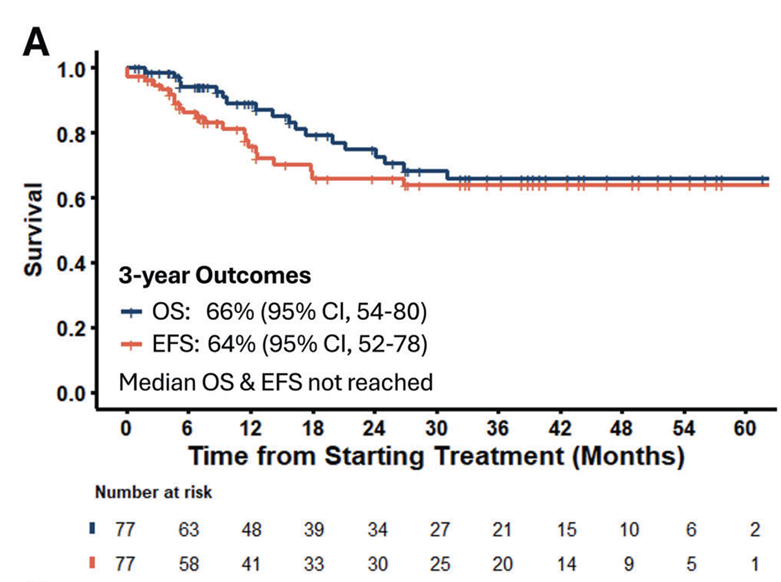 A
1.0
0.8
0.6
0.4
0.2
0.0
Survival
3-year Outcomes
OS: 66% (95% CI, 54-80)
EFS: 64% (95% CI, 52-78)
Median OS & EFS not reached
0 6 12 18 24 30 36 42 48 54 60
Time from Starting Treatment (Months)
Number at risk
77 63 48 39 34 27 21 15 10 6 2
77 58 41 33 30 25 20 14 9 5 1